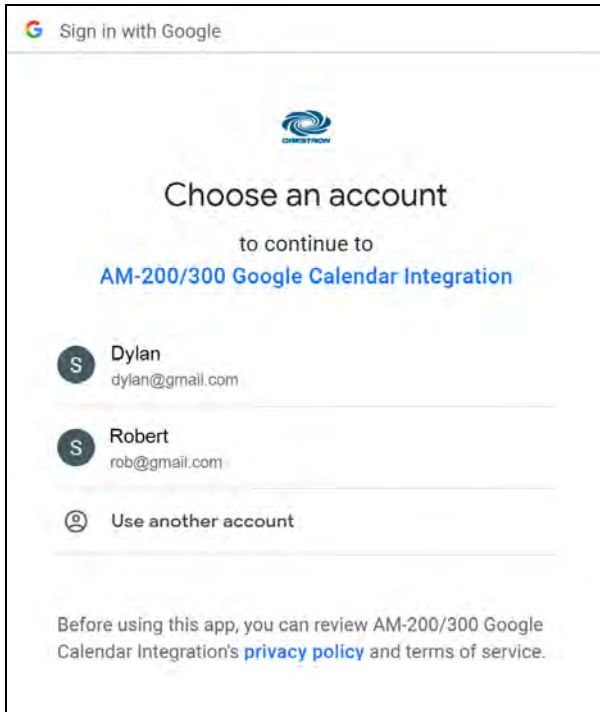 Sign in with Google
CRESTRON
Choose an account
to continue to
AM-200/300 Google Calendar Integration
S
Dylan
dylan@gmail.com
S
Robert
rob@gmail.com
Use another account
Before using this app, you can review AM-200/300 Google
Calendar Integration's privacy policy and terms of service.